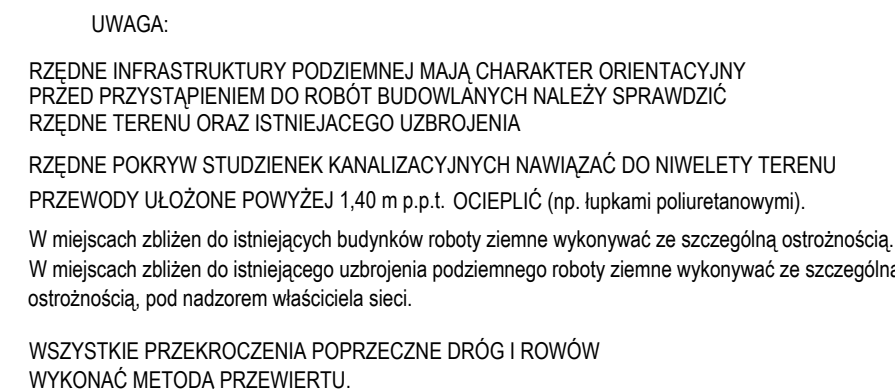 UWAGA:
RZĘDNE INFRASTRUKTURY PODZIEMNEJ MAJĄ CHARAKTER ORIENTACYJNY
PRZED PRZYSTĄPIENIEM DO ROBÓT BUDOWLANYCH NALEŻY SPRAWDZIĆ
RZĘDNE TERENU ORAZ ISTNIEJACEGO UZBROJENIA
RZĘDNE POKRYW STUDZIENEK KANALIZACYJNYCH NAWIĄZAĆ DO NIWELETY TERENU
PRZEWODY UŁOŻONE POWYŻEJ 1,40 m p.p.t. OCIEPLIĆ (np. łupkami poliuretanowymi).
W miejscach zbliżen do istniejących budynków roboty ziemne wykonywać ze szczególną ostrożnością.
W miejscach zbliżen do istniejącego uzbrojenia podziemnego roboty ziemne wykonywać ze szczególną
ostrożnością, pod nadzorem właściciela sieci.
WSZYSTKIE PRZEKROCZENIA POPRZECZNE DRÓG I ROWÓW
WYKONAĆ METODĄ PRZEWIERTU.